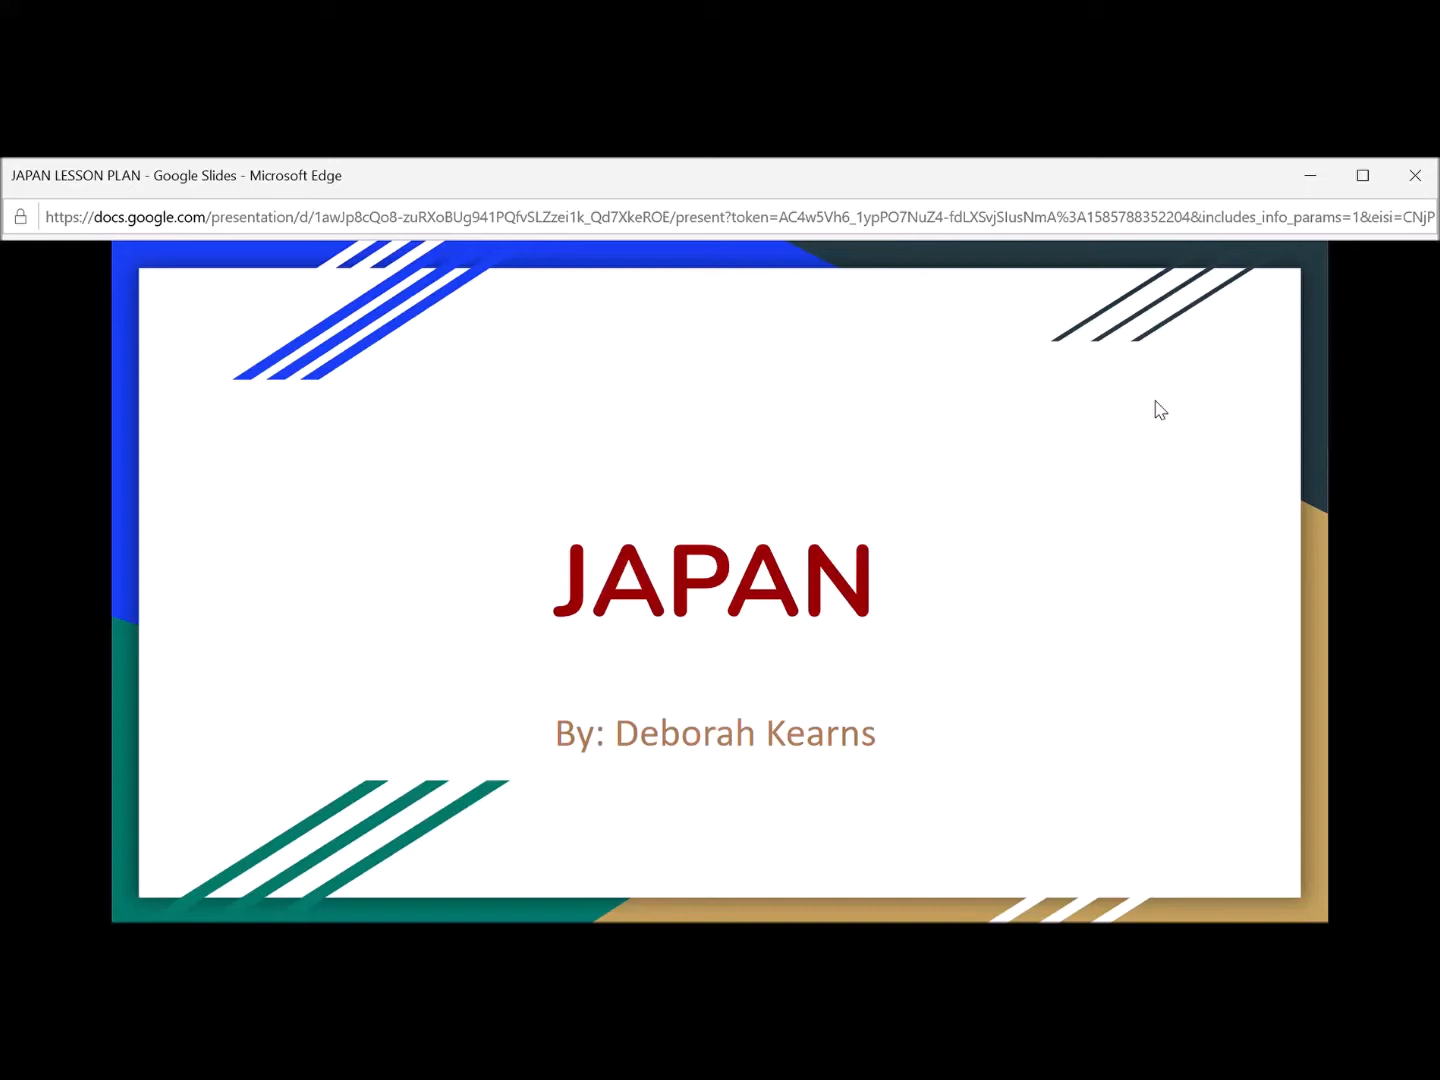 JAPAN LESSON PLAN - Google Slides - Microsoft Edge
https://docs.google.com/presentation/d/1awJp8cQo8-zuRXoBUg941PQfvSLZzei1k_Qd7XkeROE/present?token=AC4w5Vh6_1ypPO7NuZ4-fdLXSvjSIusNmA%3A1585788352204&includes_info_params=1&eisi=CNjP
JAPAN
By: Deborah Kearns